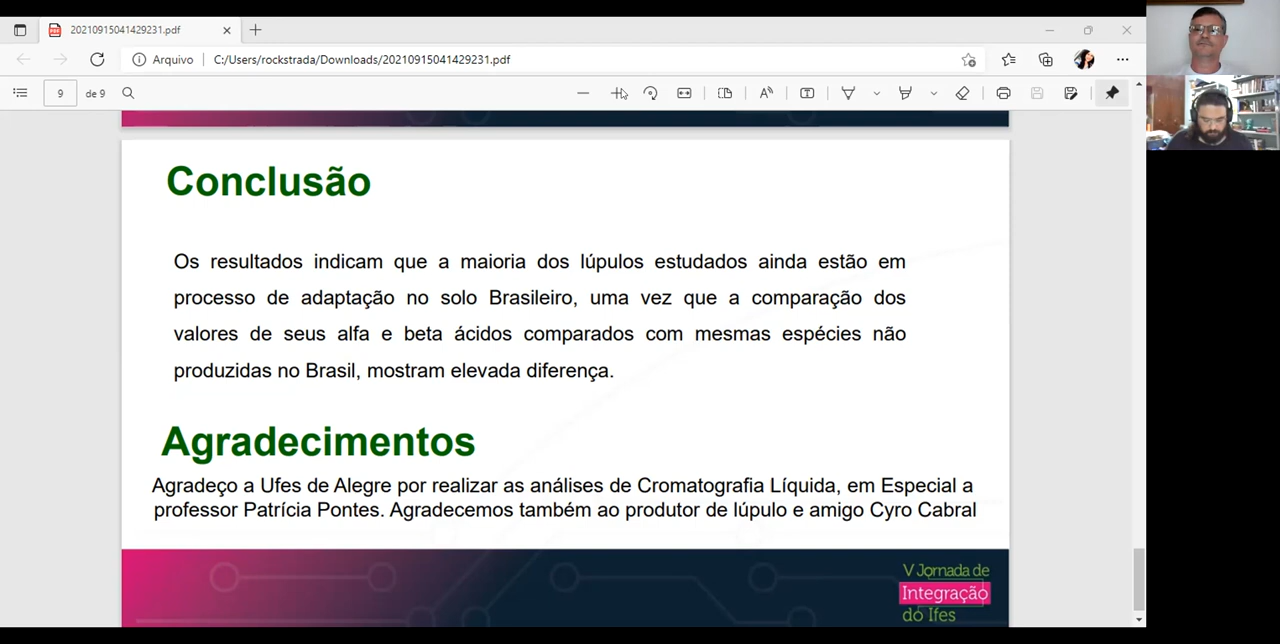 20210915041429231.pdf
Arquivo
C:/Users/rockstrada/Downloads/20210915041429231.pdf
9 de 9
Conclusão
Os resultados indicam que a maioria dos lúpulos estudados ainda estão em
processo de adaptação no solo Brasileiro, uma vez que a comparação dos
valores de seus alfa e beta ácidos comparados com mesmas espécies não
produzidas no Brasil, mostram elevada diferença.
Agradecimentos
Agradeço a Ufes de Alegre por realizar as análises de Cromatografia Líquida, em Especial a
professor Patrícia Pontes. Agradecemos também ao produtor de lúpulo e amigo Cyro Cabral
V Jornada de
Integração
do Ifes